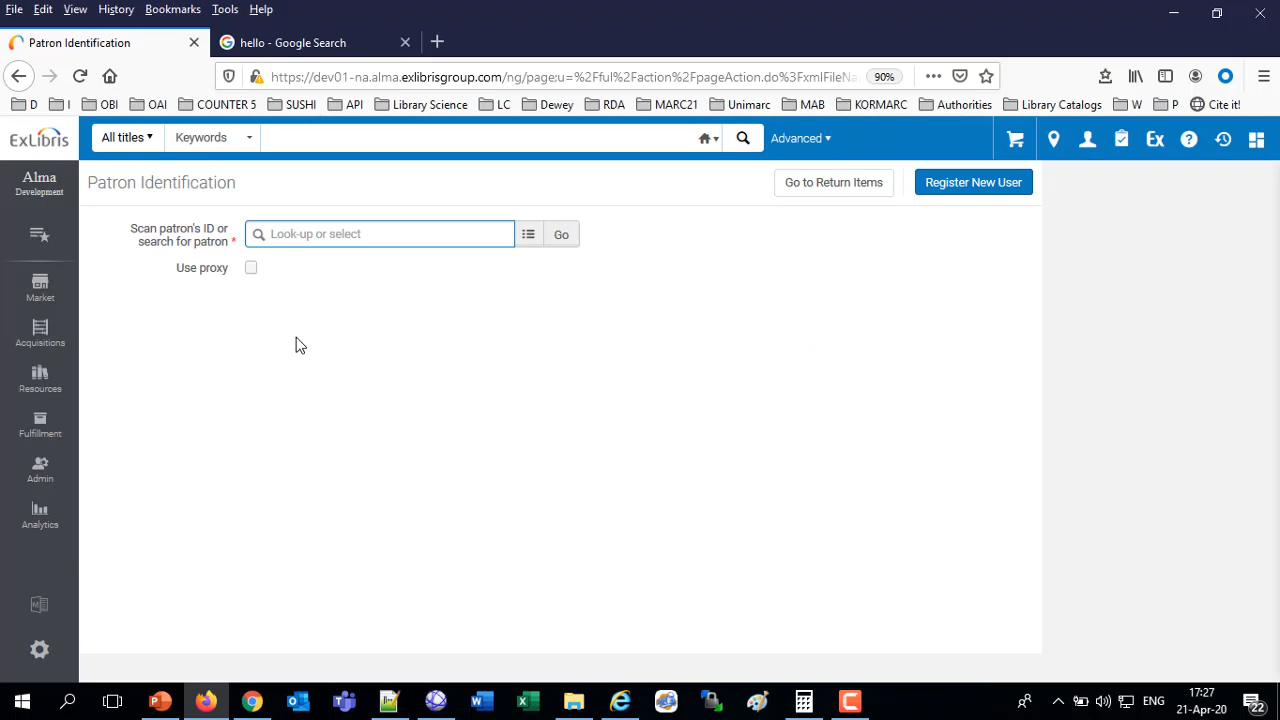 File Edit View History Bookmarks Tools Help
Patron Identification
hello - Google Search
https://dev01-na.alma.exlibrisgroup.com/ng/page;u=%2Fful%2Faction%2FpageAction.do%3FxmlFileNa
90%
D I OBI OAI COUNTER 5 SUSHI API Library Science LC Dewey RDA MARC21 Unimarc MAB KORMARC Authorities Library Catalogs W P Cite it!
ExLibris
All titles Keywords Advanced
Ex
Alma
Development
Patron Identification
Go to Return Items
Register New User
Scan patron's ID or
search for patron *
Look-up or select
Go
Use proxy
Market
Acquisitions
Resources
Fulfillment
Admin
Analytics
ENG
17:27
21-Apr-20
22